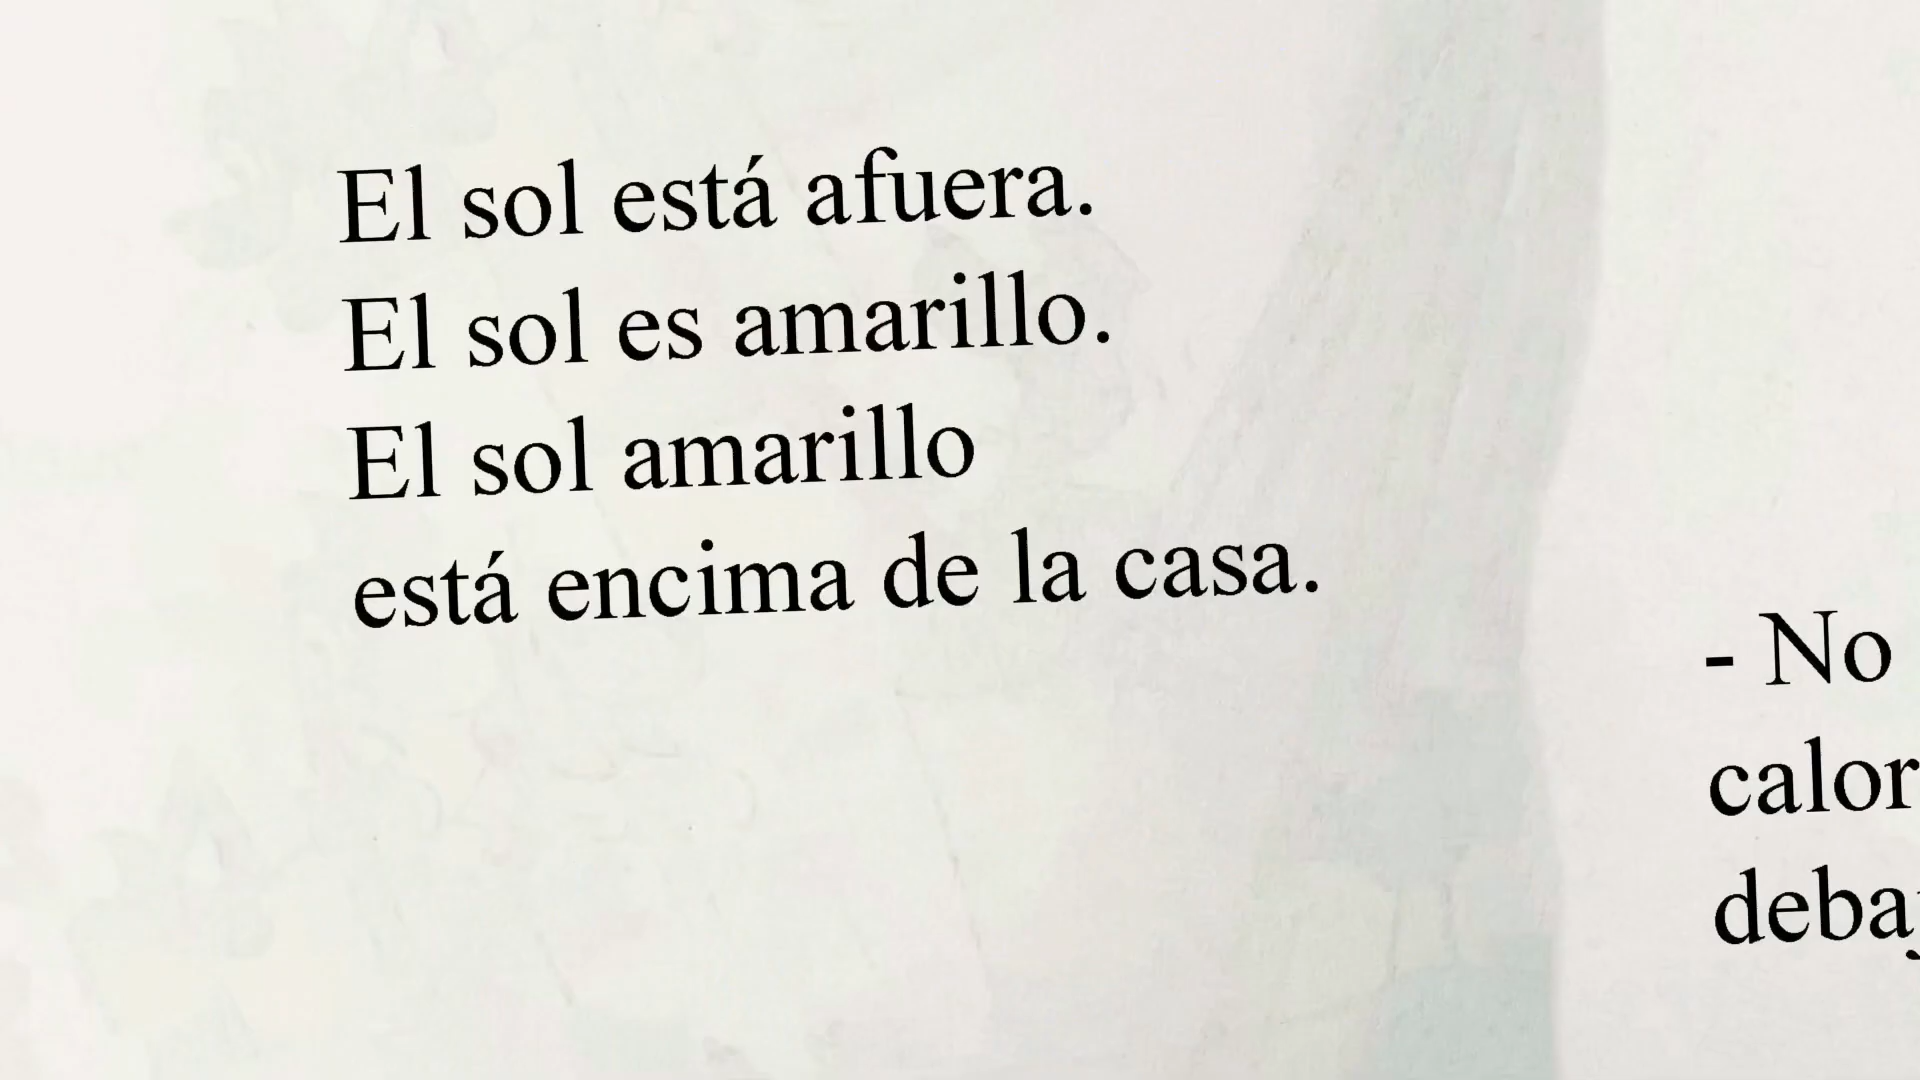 El sol está afuera.
El sol es amarillo.
El sol amarillo
está encima de la casa.
- No
calor